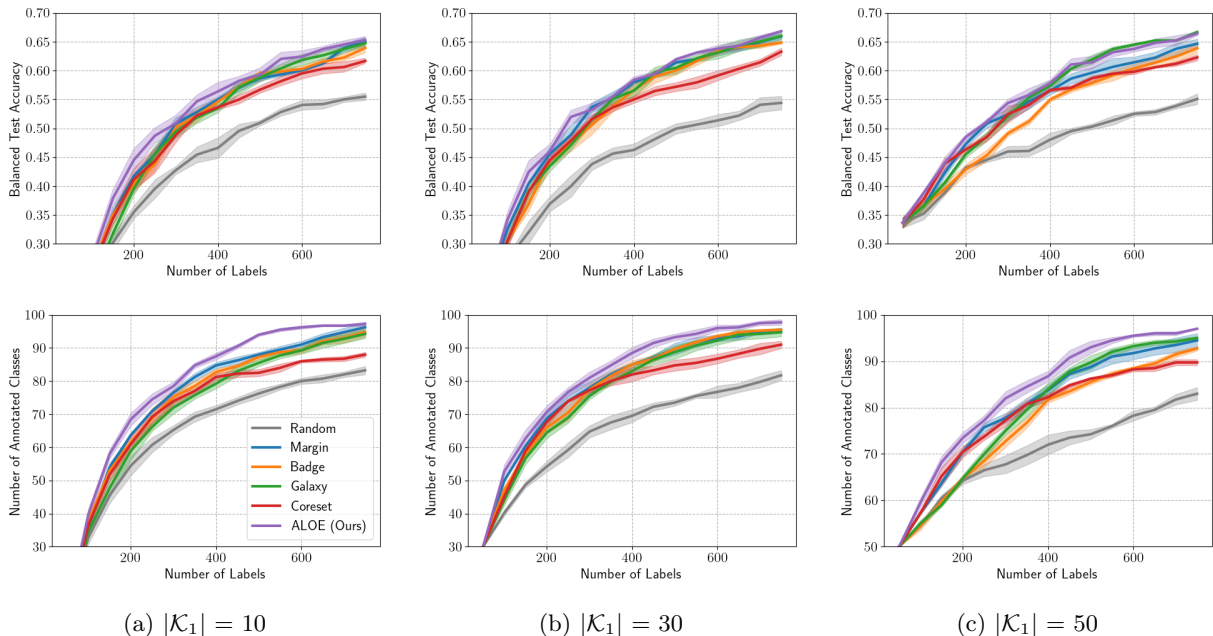 0.70
0.65
0.60
0.55
0.50
0.45
0.40
0.35
0.30
Balanced Test Accuracy
200 400 600
Number of Labels
0.70
0.65
0.60
0.55
0.50
0.45
0.40
0.35
0.30
Balanced Test Accuracy
200 400 600
Number of Labels
0.70
0.65
0.60
0.55
0.50
0.45
0.40
0.35
0.30
Balanced Test Accuracy
200 400 600
Number of Labels
100
90
80
70
60
50
40
30
Number of Annotated Classes
200 400 600
Number of Labels
Random
Margin
Badge
Galaxy
Coreset
ALOE (Ours)
100
90
80
70
60
50
40
30
Number of Annotated Classes
200 400 600
Number of Labels
100
90
80
70
60
50
Number of Annotated Classes
200 400 600
Number of Labels
(a) |𝒦₁| = 10
(b) |𝒦₁| = 30
(c) |𝒦₁| = 50